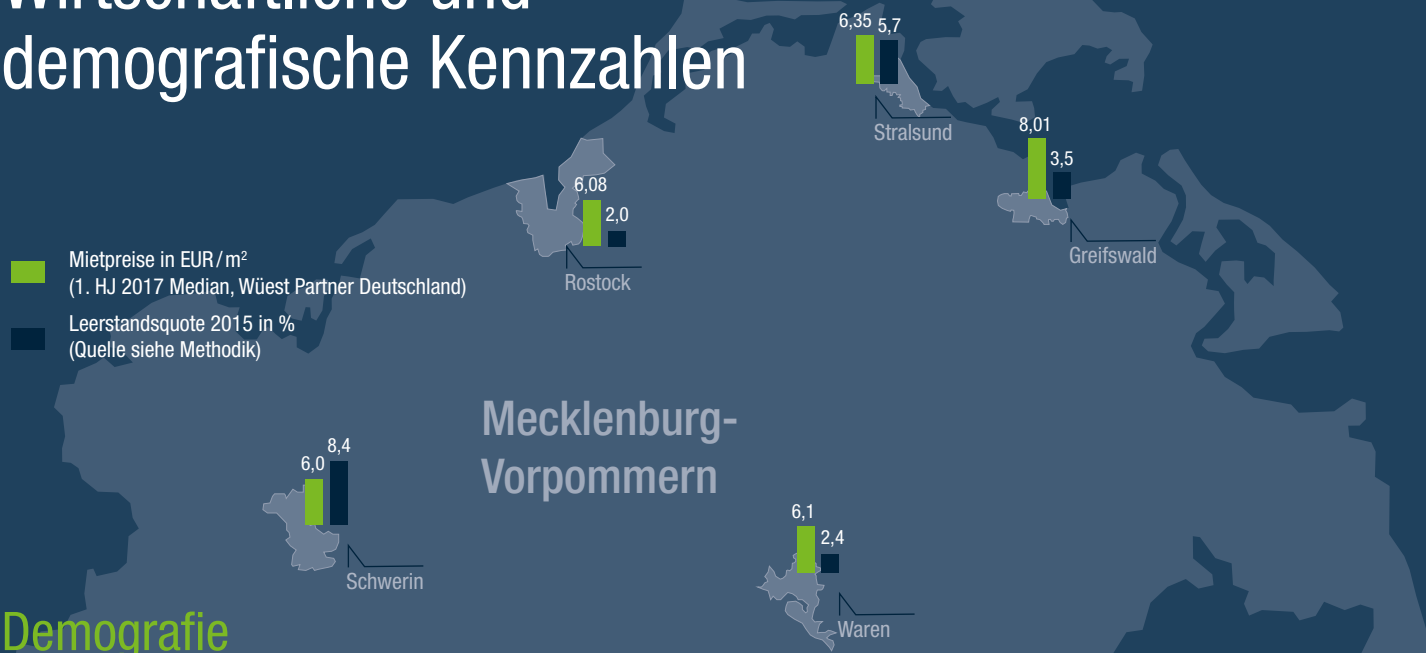 Wirtschaftliche und
demografische Kennzahlen
6,35 5,7
Stralsund
8,01
3,5
Greifswald
6,08
2,0
Rostock
Mietpreise in EUR/m²
(1. HJ 2017 Median, Wüest Partner Deutschland)
Leerstandsquote 2015 in %
(Quelle siehe Methodik)
Mecklenburg-
Vorpommern
8,4
6,0
Schwerin
6,1
2,4
Waren
Demografie